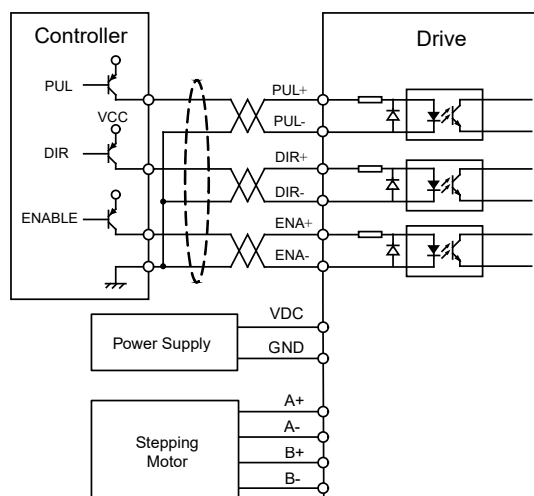 Controller
Drive
PUL
VCC
DIR
ENABLE
PUL+
PUL-
DIR+
DIR-
ENA+
ENA-
Power Supply
VDC
GND
Stepping
Motor
A+
A-
B+
B-